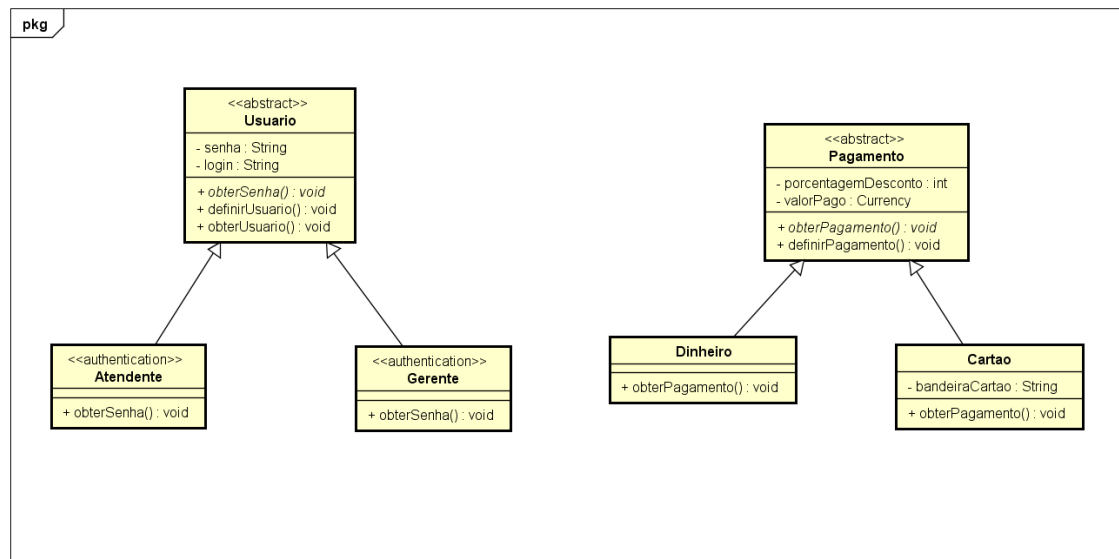 pkg
<<abstract>>
Usuario
- senha : String
- login : String
+ obterSenha() : void
+ definirUsuario() : void
+ obterUsuario() : void
<<abstract>>
Pagamento
- porcentagemDesconto : int
- valorPago : Currency
+ obterPagamento() : void
+ definirPagamento() : void
<<authentication>>
Atendente
+ obterSenha() : void
<<authentication>>
Gerente
+ obterSenha() : void
Dinheiro
+ obterPagamento() : void
Cartao
- bandeiraCartao : String
+ obterPagamento() : void